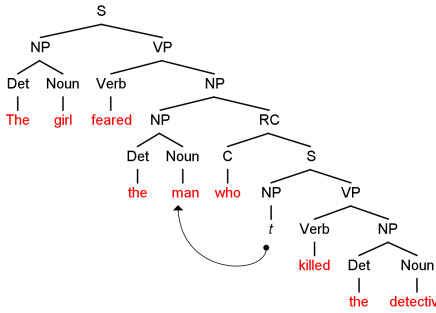 S
NP VP
Det Noun Verb NP
The girl feared NP RC
Det Noun C S
the man who NP VP
t Verb NP
killed Det Noun
the detectiv